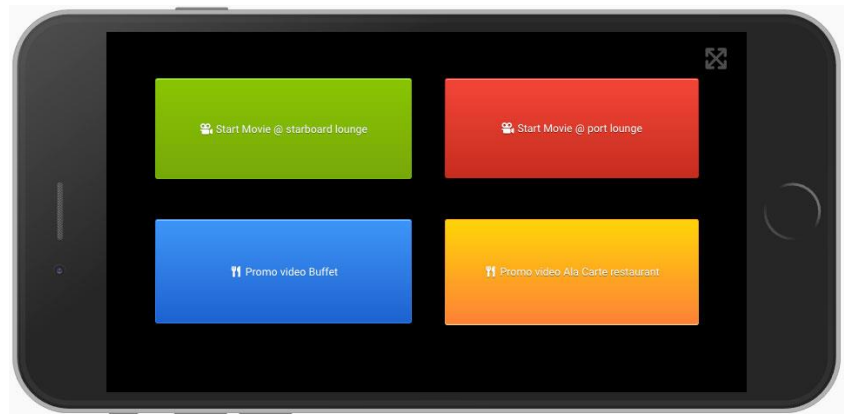 Start Movie @ starboard lounge
Start Movie @ port lounge
Promo video Buffet
Promo video Ala Carte restaurant